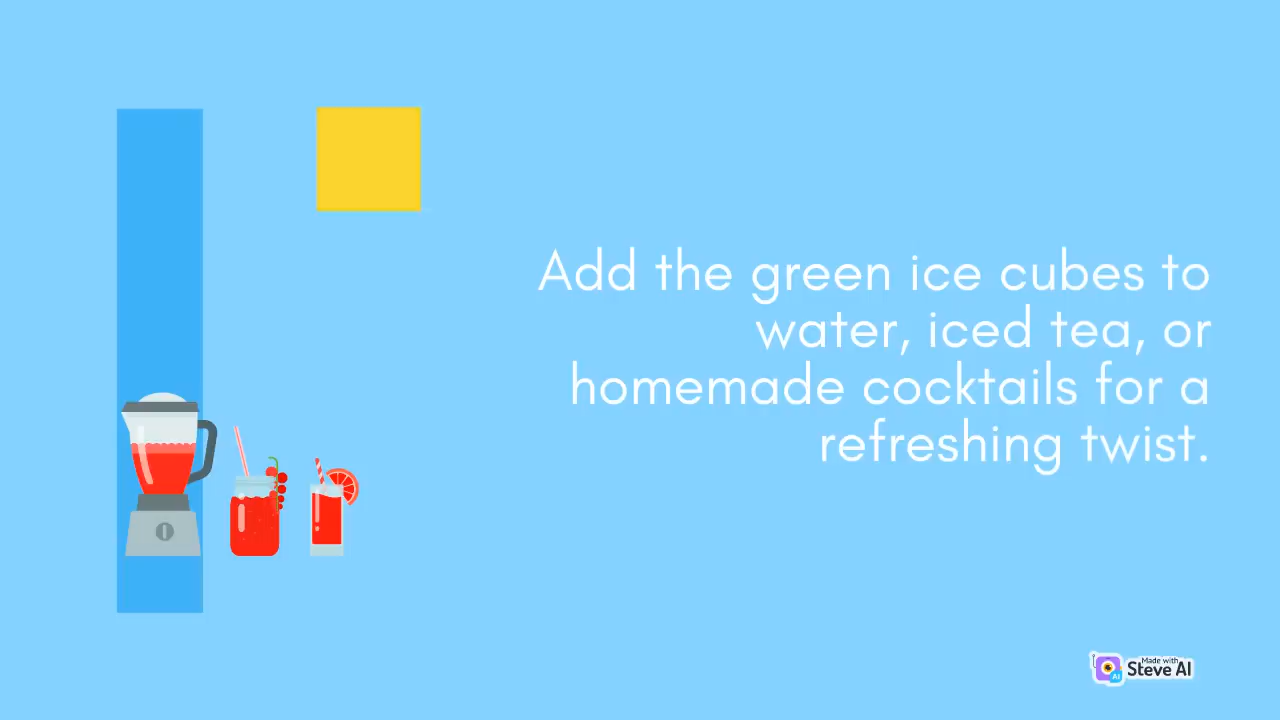 Add the green ice cubes to
water, iced tea, or
homemade cocktails for a
refreshing twist.
Made with
Steve AI
AI